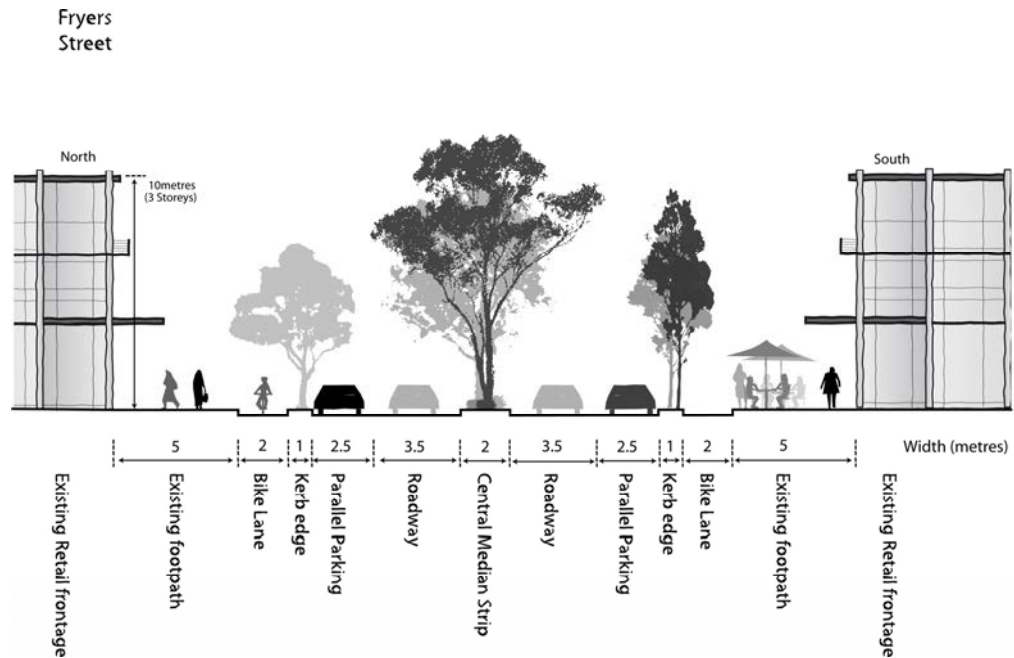 Fryers
Street
North
South
10metres
(3 Storeys)
5
2
1
2.5
3.5
2
3.5
2.5
1
2
5
Width (metres)
Existing Retail frontage
Existing footpath
Bike Lane
Kerb edge
Parallel Parking
Roadway
Central Median Strip
Roadway
Parallel Parking
Kerb edge
Bike Lane
Existing footpath
Existing Retail frontage